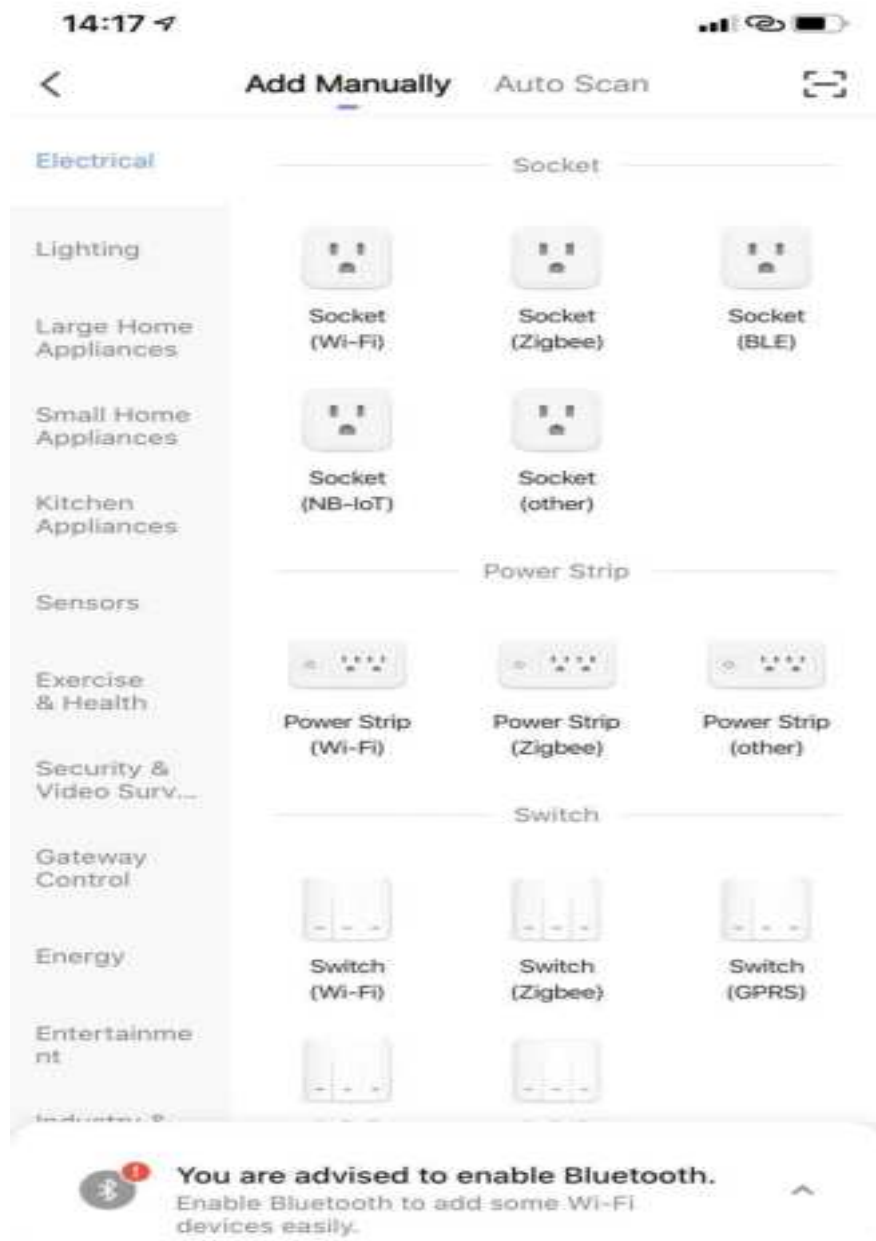 14:17
Add Manually
Auto Scan
Electrical
Lighting
Large Home
Appliances
Small Home
Appliances
Kitchen
Appliances
Sensors
Exercise
& Health
Security &
Video Surv...
Gateway
Control
Energy
Entertainme
nt
Industry &
Socket
Socket
(Wi-Fi)
Socket
(Zigbee)
Socket
(BLE)
Socket
(NB-IoT)
Socket
(other)
Power Strip
Power Strip
(Wi-Fi)
Power Strip
(Zigbee)
Power Strip
(other)
Switch
Switch
(Wi-Fi)
Switch
(Zigbee)
Switch
(GPRS)
You are advised to enable Bluetooth.
Enable Bluetooth to add some Wi-Fi
devices easily.